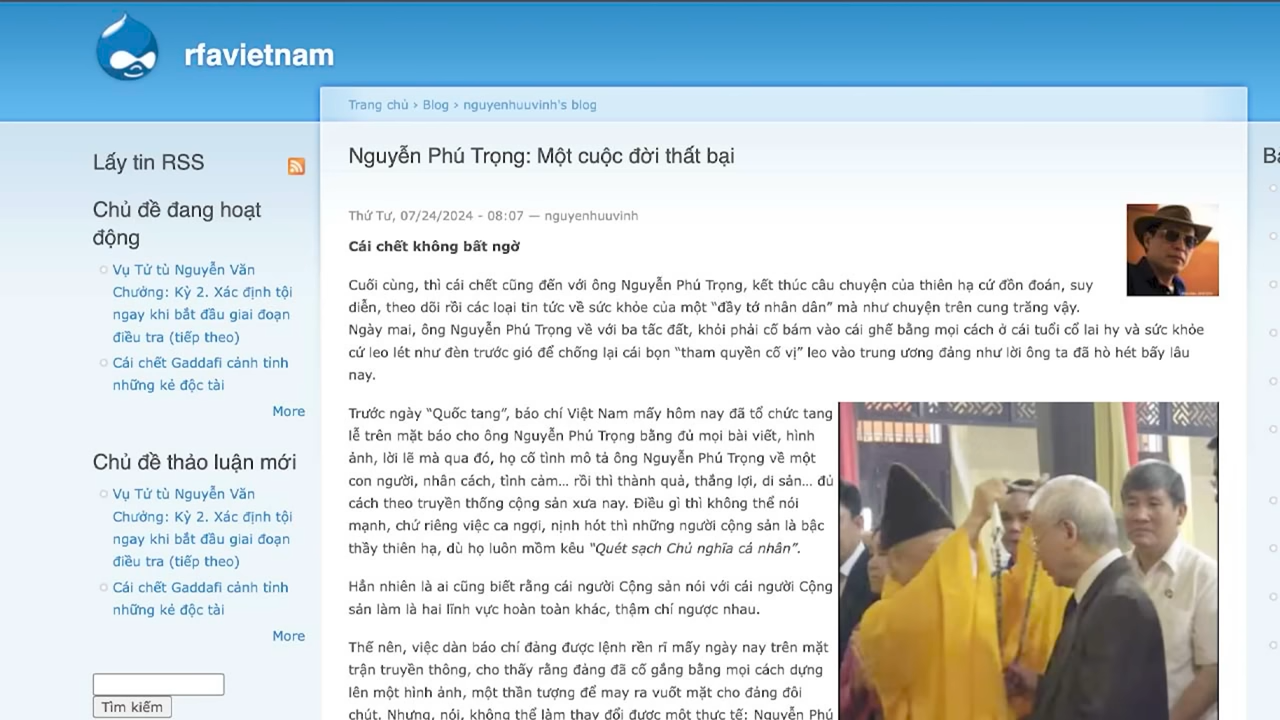 rfavietnam
Trang chủ › Blog › nguyenhuuvinh's blog
Lấy tin RSS
Chủ đề đang hoạt
động
Vụ Tử tù Nguyễn Văn
Chưởng: Kỳ 2. Xác định tội
ngay khi bắt đầu giai đoạn
điều tra (tiếp theo)
Cái chết Gaddafi cảnh tỉnh
những kẻ độc tài
More
Chủ đề thảo luận mới
Vụ Tử tù Nguyễn Văn
Chưởng: Kỳ 2. Xác định tội
ngay khi bắt đầu giai đoạn
điều tra (tiếp theo)
Cái chết Gaddafi cảnh tỉnh
những kẻ độc tài
More
Tìm kiếm
Nguyễn Phú Trọng: Một cuộc đời thất bại
Thứ Tư, 07/24/2024 - 08:07 — nguyenhuuvinh
Cái chết không bất ngờ
Cuối cùng, thì cái chết cũng đến với ông Nguyễn Phú Trọng, kết thúc câu chuyện của thiên hạ cứ đồn đoán, suy
diễn, theo dõi rồi các loại tin tức về sức khỏe của một “đầy tớ nhân dân” mà như chuyện trên cung trăng vậy.
Ngày mai, ông Nguyễn Phú Trọng về với ba tấc đất, khỏi phải cố bám vào cái ghế bằng mọi cách ở cái tuổi cổ lai hy và sức khỏe
cứ leo lét như đèn trước gió để chống lại cái bọn “tham quyền cố vị” leo vào trung ương đảng như lời ông ta đã hò hét bấy lâu
nay.
Trước ngày “Quốc tang”, báo chí Việt Nam mấy hôm nay đã tổ chức tang
lễ trên mặt báo cho ông Nguyễn Phú Trọng bằng đủ mọi bài viết, hình
ảnh, lời lẽ mà qua đó, họ cố tình mô tả ông Nguyễn Phú Trọng về một
con người, nhân cách, tình cảm... rồi thì thành quả, thắng lợi, di sản... đủ
cách theo truyền thống cộng sản xưa nay. Điều gì thì không thể nói
mạnh, chứ riêng việc ca ngợi, nịnh hót thì những người cộng sản là bậc
thầy thiên hạ, dù họ luôn mồm kêu “Quét sạch Chủ nghĩa cá nhân”.
Hẳn nhiên là ai cũng biết rằng cái người Cộng sản nói với cái người Cộng
sản làm là hai lĩnh vực hoàn toàn khác, thậm chí ngược nhau.
Thế nên, việc dàn báo chí đảng được lệnh rền rĩ mấy ngày nay trên mặt
trận truyền thông, cho thấy rằng đảng đã cố gắng bằng mọi cách dựng
lên một hình ảnh, một thần tượng để may ra vuốt mặt cho đảng đôi
chút. Nhưng, nói, không thể làm thay đổi được một thực tế: Nguyễn Phú